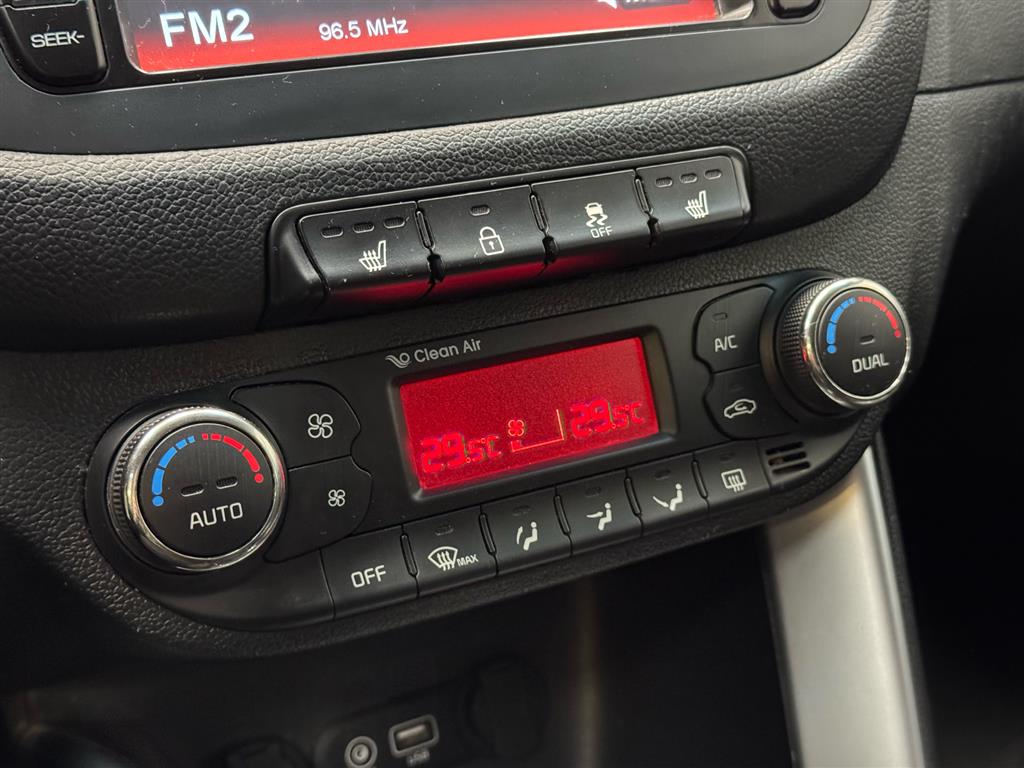 SEEK-
FM2
96.5 MHz
OFF
Clean Air
A/C
DUAL
29.5C
29.5C
AUTO
OFF
MAX